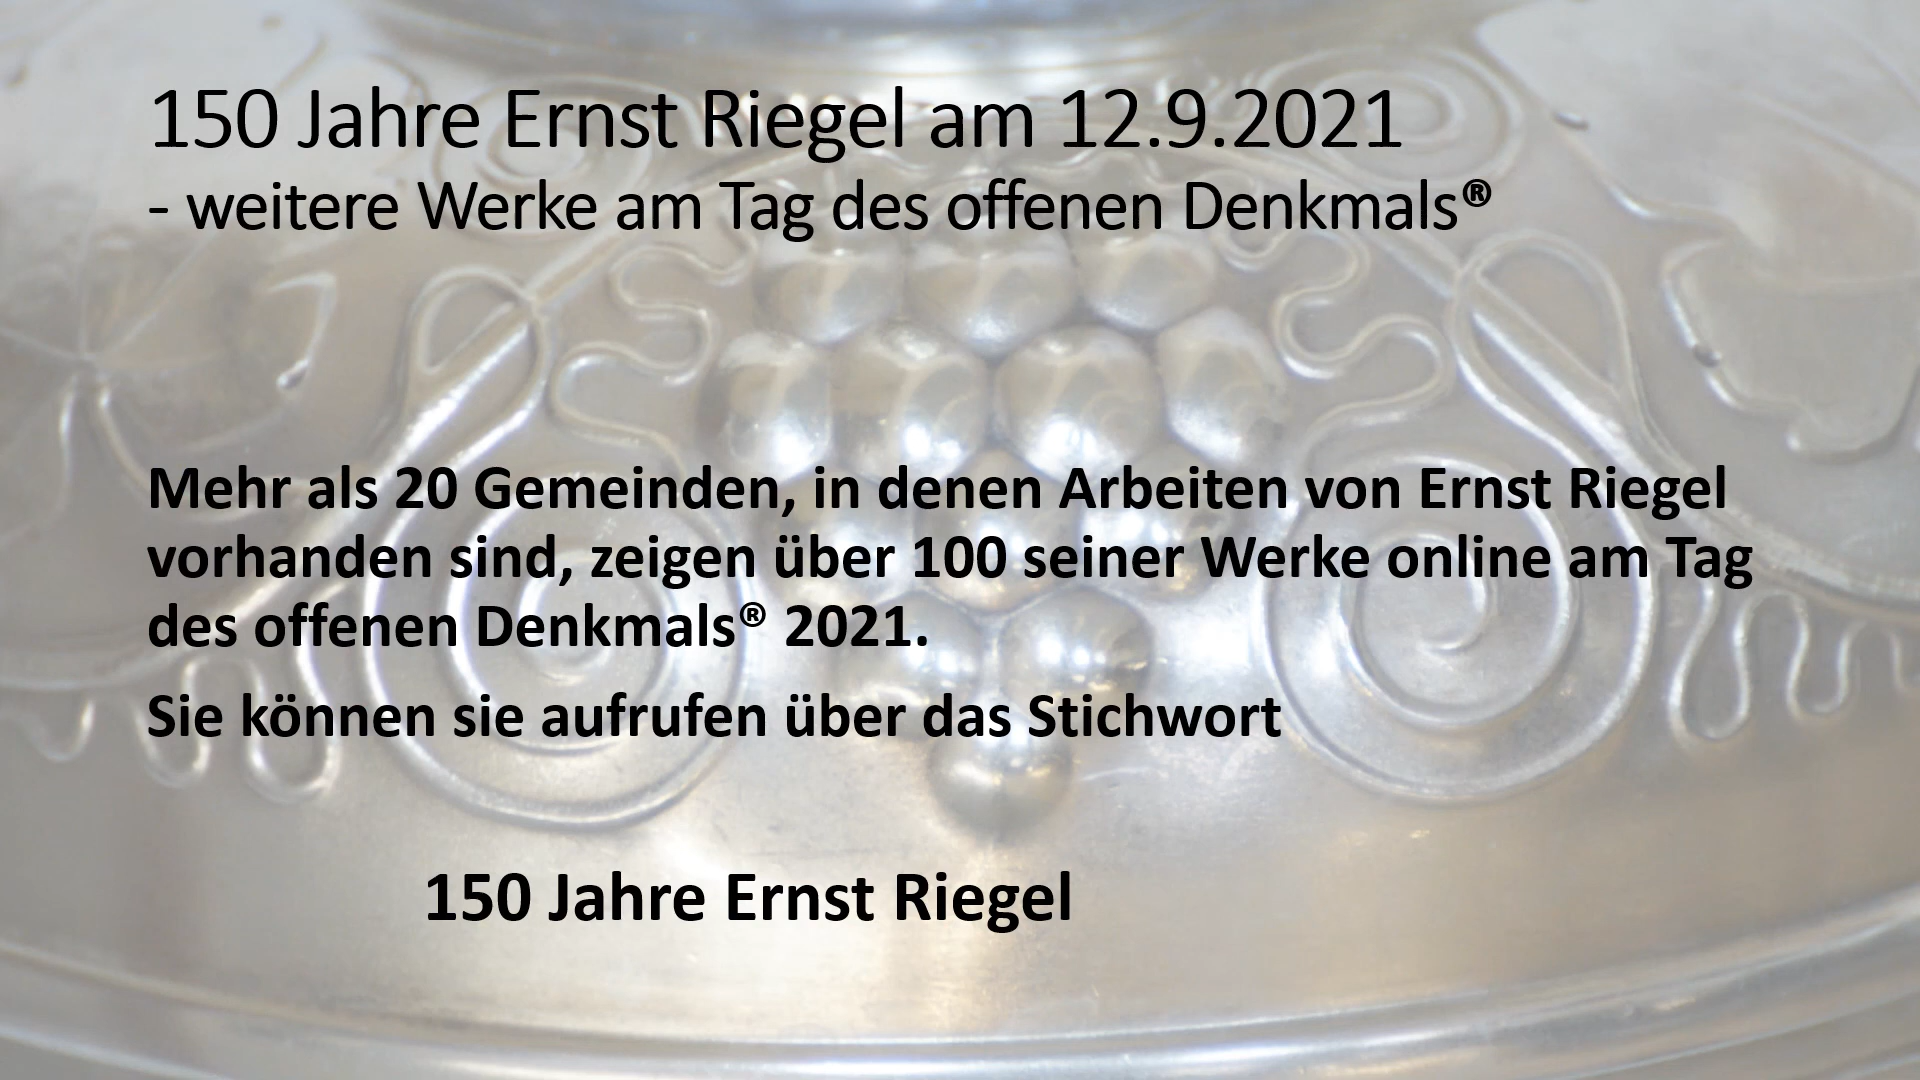 150 Jahre Ernst Riegel am 12.9.2021
- weitere Werke am Tag des offenen Denkmals®
Mehr als 20 Gemeinden, in denen Arbeiten von Ernst Riegel
vorhanden sind, zeigen über 100 seiner Werke online am Tag
des offenen Denkmals® 2021.
Sie können sie aufrufen über das Stichwort
150 Jahre Ernst Riegel